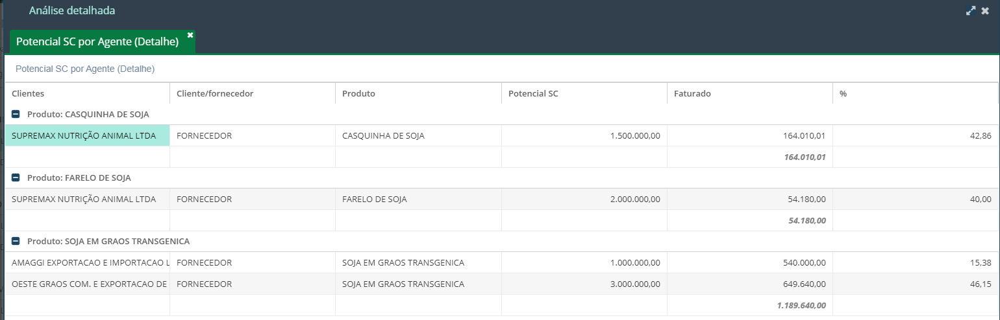 Análise detalhada
Potencial SC por Agente (Detalhe)
Potencial SC por Agente (Detalhe)
Clientes Cliente/fornecedor Produto Potencial SC Faturado %
Produto: CASQUINHA DE SOJA
SUPREMAX NUTRIÇÃO ANIMAL LTDA FORNECEDOR CASQUINHA DE SOJA 1.500.000,00 164.010,01 42,86
164.010,01
Produto: FARELO DE SOJA
SUPREMAX NUTRIÇÃO ANIMAL LTDA FORNECEDOR FARELO DE SOJA 2.000.000,00 54.180,00 40,00
54.180,00
Produto: SOJA EM GRAOS TRANSGENICA
AMAGGI EXPORTACAO E IMPORTACAO L FORNECEDOR SOJA EM GRAOS TRANSGENICA 1.000.000,00 540.000,00 15,38
OESTE GRAOS COM. E EXPORTACAO DE FORNECEDOR SOJA EM GRAOS TRANSGENICA 3.000.000,00 649.640,00 46,15
1.189.640,00